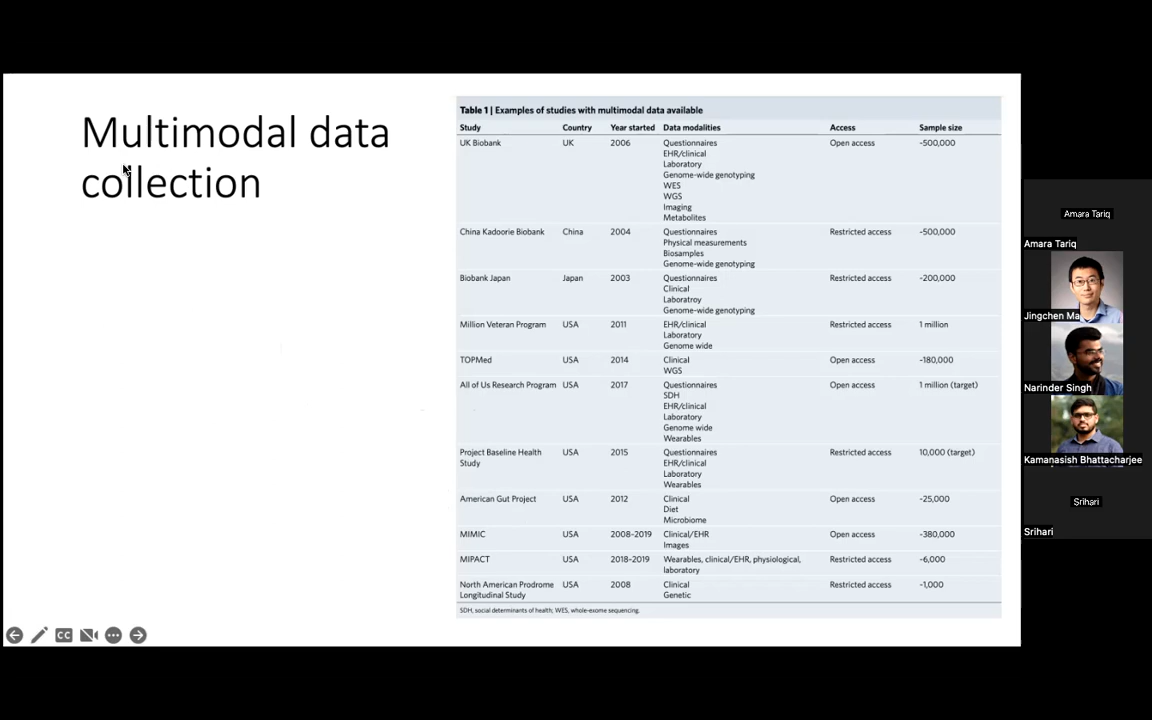 Multimodal data
collection
Table 1 | Examples of studies with multimodal data available
Study Country Year started Data modalities Access Sample size
UK Biobank UK 2006 Questionnaires Open access ~500,000
EHR/clinical
Laboratory
Genome-wide genotyping
WES
WGS
Imaging
Metabolites
China Kadoorie Biobank China 2004 Questionnaires Restricted access ~500,000
Physical measurements
Biosamples
Genome-wide genotyping
Biobank Japan Japan 2003 Questionnaires Restricted access ~200,000
Clinical
Laboratroy
Genome-wide genotyping
Million Veteran Program USA 2011 EHR/clinical Restricted access 1 million
Laboratory
Genome wide
TOPMed USA 2014 Clinical Open access ~180,000
WGS
All of Us Research Program USA 2017 Questionnaires Open access 1 million (target)
SDH
EHR/clinical
Laboratory
Genome wide
Wearables
Project Baseline Health USA 2015 Questionnaires Restricted access 10,000 (target)
Study EHR/clinical
Laboratory
Wearables
American Gut Project USA 2012 Clinical Open access ~25,000
Diet
Microbiome
MIMIC USA 2008–2019 Clinical/EHR Open access ~380,000
Images
MIPACT USA 2018–2019 Wearables, clinical/EHR, physiological, Restricted access ~6,000
laboratory
North American Prodrome USA 2008 Clinical Restricted access ~1,000
Longitudinal Study Genetic
SDH, social determinants of health; WES, whole-exome sequencing.
CC
Amara Tariq
Amara Tariq
Jingchen Ma
Narinder Singh
Kamanasish Bhattacharjee
Srihari
Srihari